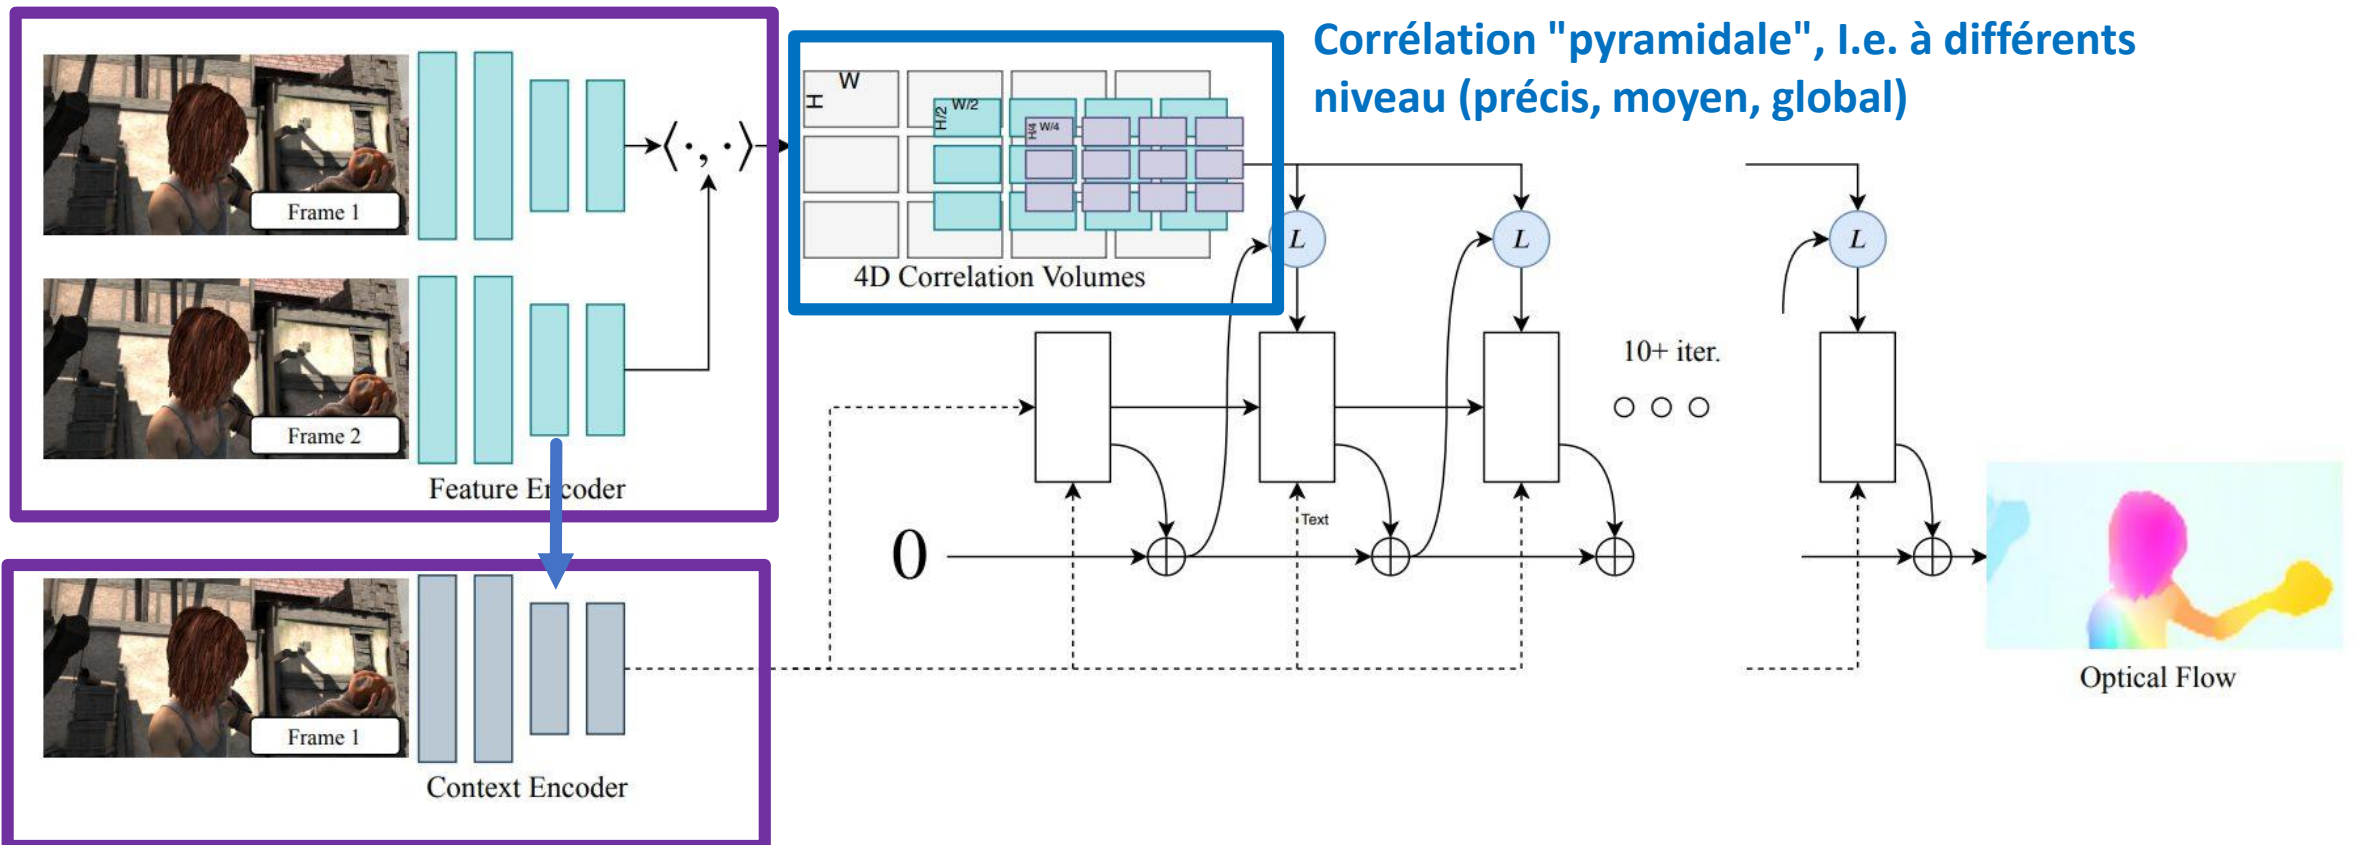 Corrélation "pyramidale", I.e. à différents
niveau (précis, moyen, global)
Frame 1
⟨·, ·⟩
H
W
H/2
W/2
H/4
W/4
4D Correlation Volumes
L
L
L
Frame 2
Feature Encoder
10+ iter.
Text
0
Frame 1
Context Encoder
Optical Flow